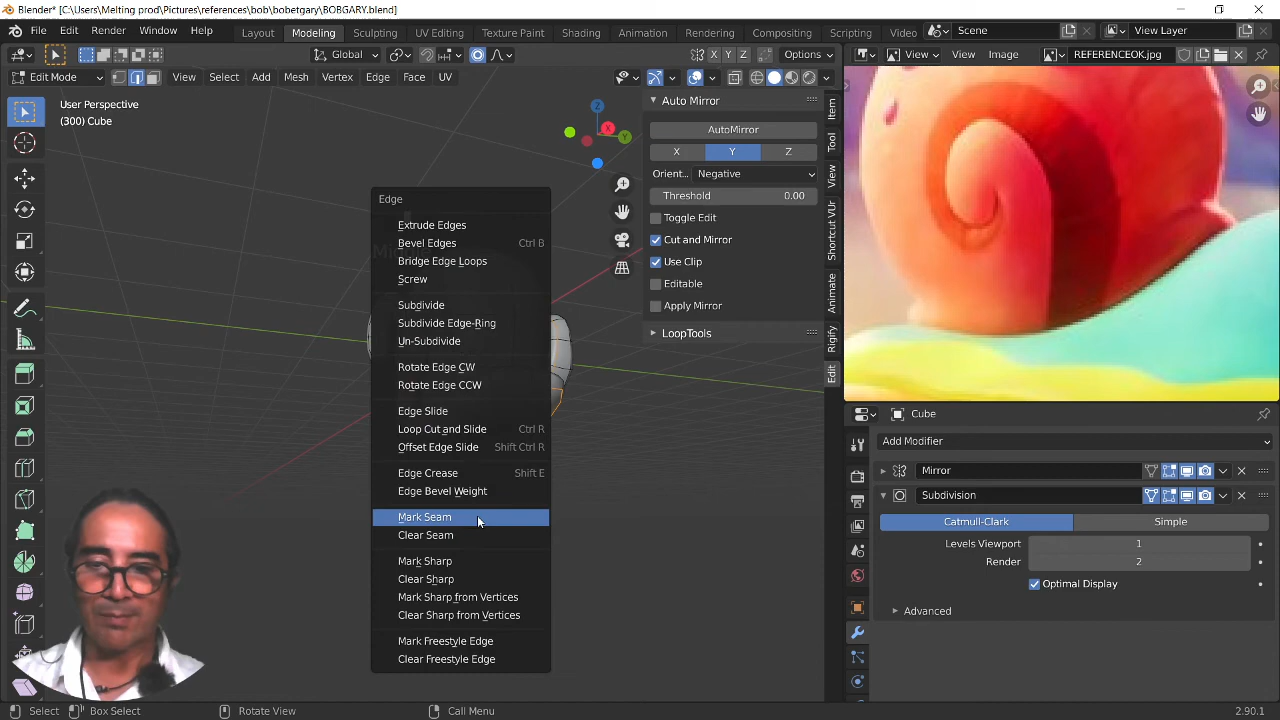 Blender* [C:\Users\Melting prod\Pictures\references\bob\bobetgary\BOBGARY.blend]
File Edit Render Window Help Layout Modeling Sculpting UV Editing Texture Paint Shading Animation Rendering Compositing Scripting Video Scene View Layer
Global X Y Z Options View View Image REFERENCEOK.jpg
Edit Mode View Select Add Mesh Vertex Edge Face UV
User Perspective
(300) Cube
Auto Mirror
AutoMirror
X Y Z
Orient.. Negative
Threshold 0.00
Toggle Edit
Cut and Mirror
Use Clip
Editable
Apply Mirror
LoopTools
Item
Tool
View
Shortcut VUr
Animate
Rigify
Edit
Z
X
Y
Edge
Extrude Edges
Bevel Edges Ctrl B
Bridge Edge Loops
Screw
Subdivide
Subdivide Edge-Ring
Un-Subdivide
Rotate Edge CW
Rotate Edge CCW
Edge Slide
Loop Cut and Slide Ctrl R
Offset Edge Slide Shift Ctrl R
Edge Crease Shift E
Edge Bevel Weight
Mark Seam
Clear Seam
Mark Sharp
Clear Sharp
Mark Sharp from Vertices
Clear Sharp from Vertices
Mark Freestyle Edge
Clear Freestyle Edge
Cube
Add Modifier
Mirror
Subdivision
Catmull-Clark Simple
Levels Viewport 1
Render 2
Optimal Display
Advanced
Select Box Select Rotate View Call Menu 2.90.1